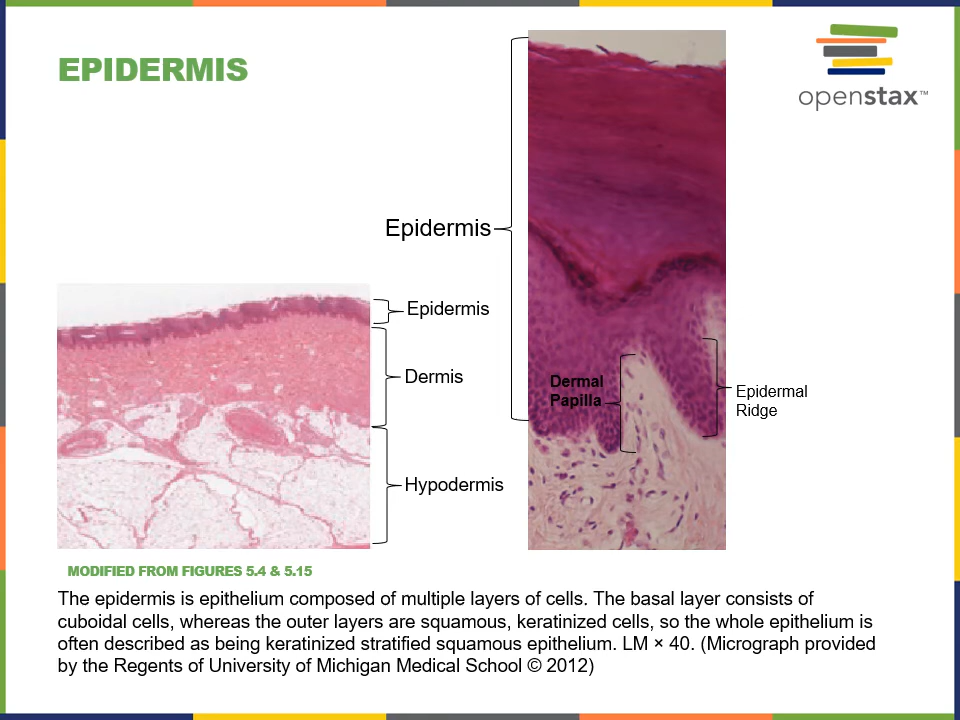 EPIDERMIS
openstax™
Epidermis
Epidermis
Dermis
Hypodermis
Dermal
Papilla
Epidermal
Ridge
MODIFIED FROM FIGURES 5.4 & 5.15
The epidermis is epithelium composed of multiple layers of cells. The basal layer consists of
cuboidal cells, whereas the outer layers are squamous, keratinized cells, so the whole epithelium is
often described as being keratinized stratified squamous epithelium. LM × 40. (Micrograph provided
by the Regents of University of Michigan Medical School © 2012)